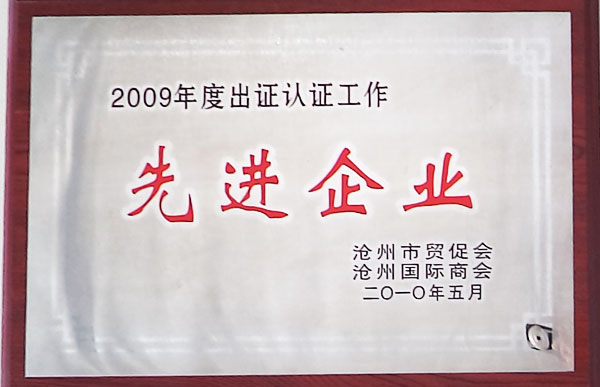 2009年度出证认证工作
先进企业
沧州市贸促会
沧州国际商会
二〇一〇年五月